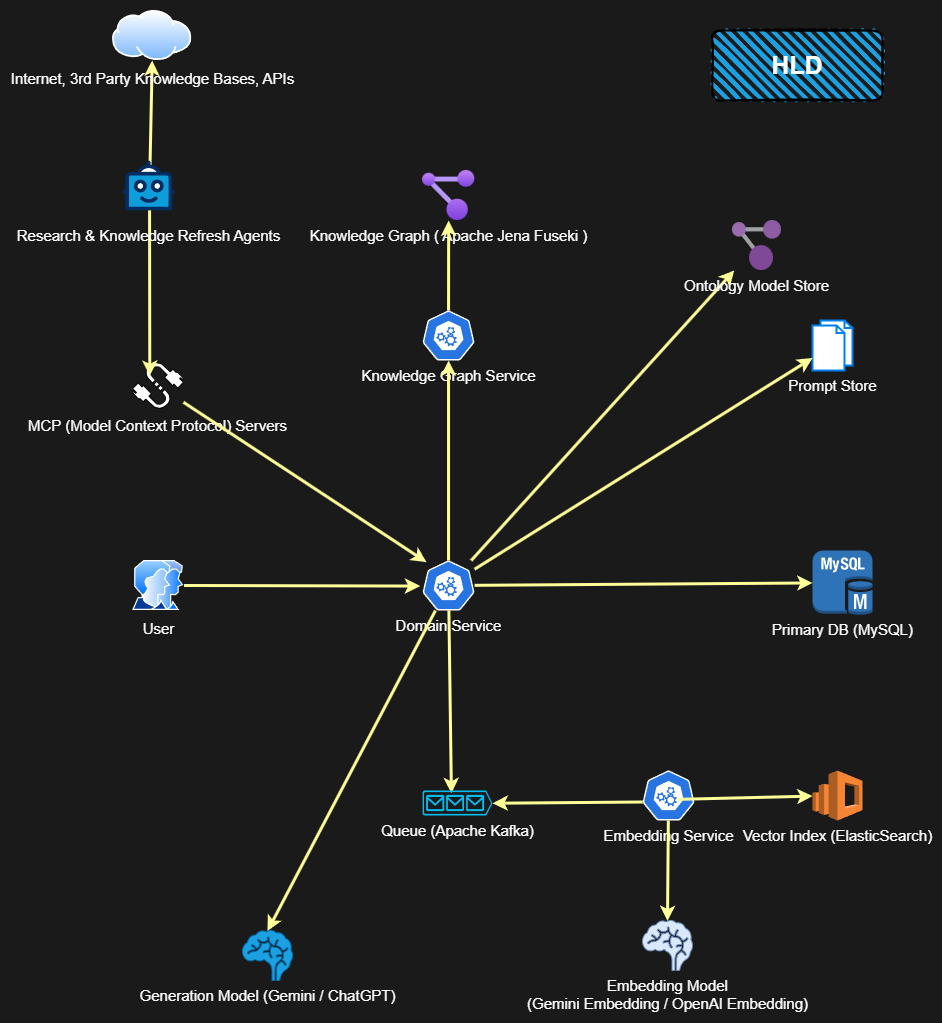 HLD
Internet, 3rd Party Knowledge Bases, APIs
Research & Knowledge Refresh Agents
Knowledge Graph ( Apache Jena Fuseki )
Ontology Model Store
Knowledge Graph Service
Prompt Store
MCP (Model Context Protocol) Servers
MySQL
M
User
Domain Service
Primary DB (MySQL)
Queue (Apache Kafka)
Embedding Service
Vector Index (ElasticSearch)
Generation Model (Gemini / ChatGPT)
Embedding Model
(Gemini Embedding / OpenAI Embedding)